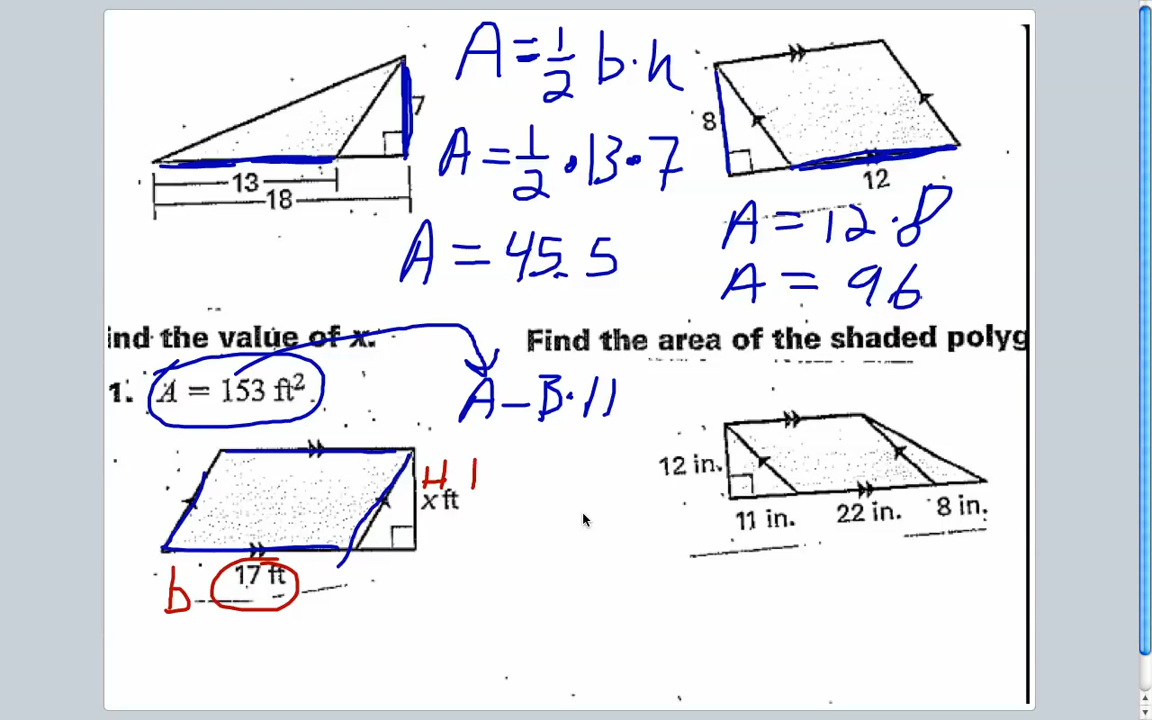 A = 1/2 b · h
7
8
A = 1/2 · 13 · 7
13
18
12
A = 12 · 8
A = 45.5
A = 96
ind the value of x.
Find the area of the shaded polyg
1. A = 153 ft²
A – B · H
12 in.
x ft
11 in. 22 in. 8 in.
17 ft
b